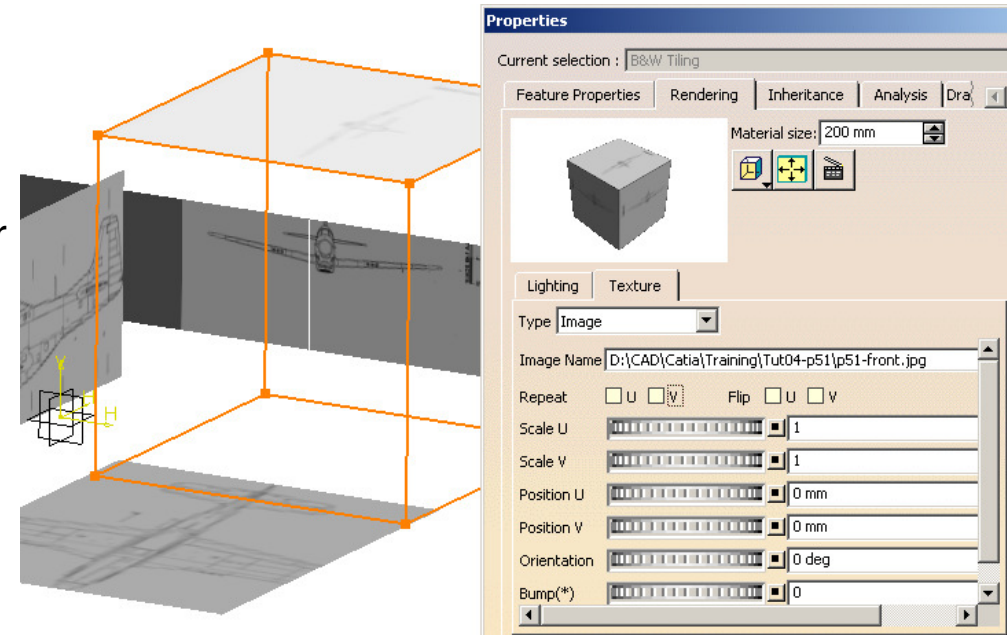 Properties
Current selection : B&W Tiling
Feature Properties Rendering Inheritance Analysis Dra
Material size: 200 mm
r
Lighting Texture
Type Image
Image Name D:\CAD\Catia\Training\Tut04-p51\p51-front.jpg
Repeat U V Flip U V
Scale U 1
Scale V 1
Position U 0 mm
Position V 0 mm
Orientation 0 deg
Bump(*) 0
V
H